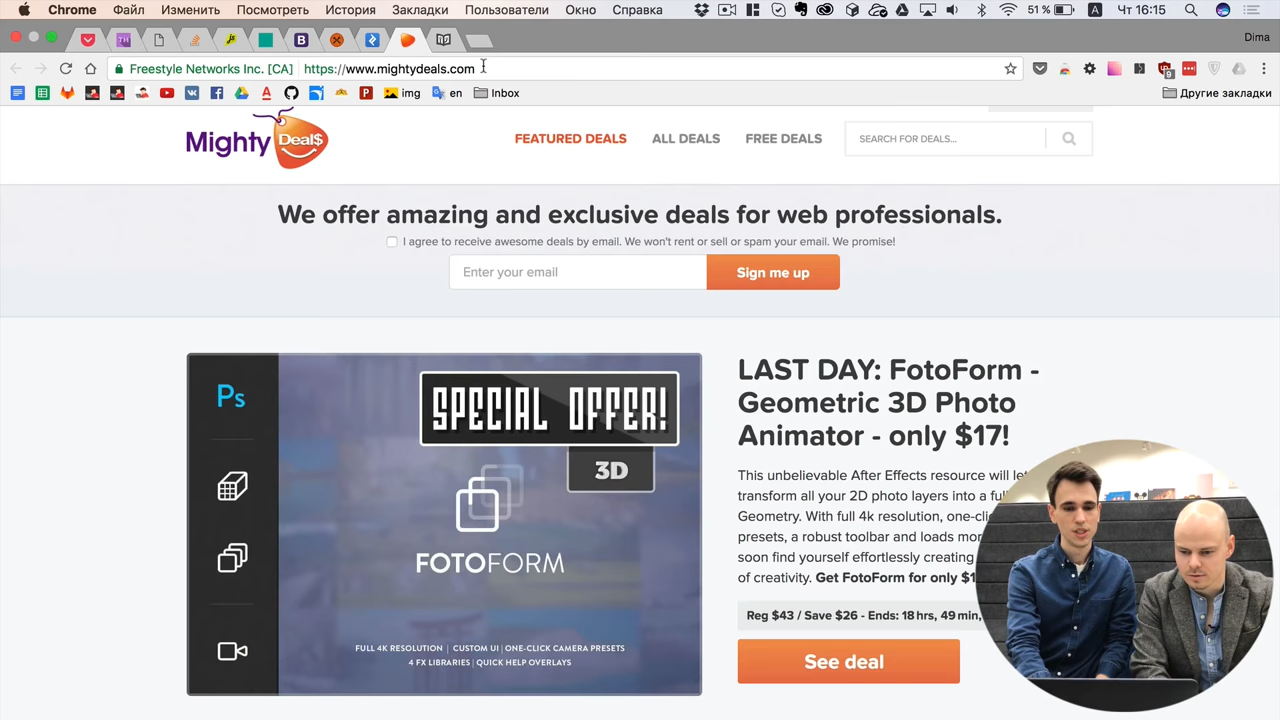 Chrome Файл Изменить Посмотреть История Закладки Пользователи Окно Справка 51 % A Чт 16:15
Dima
Freestyle Networks Inc. [CA] https://www.mightydeals.com
img en Inbox Другие закладки
Mighty Deal$
FEATURED DEALS ALL DEALS FREE DEALS SEARCH FOR DEALS...
We offer amazing and exclusive deals for web professionals.
I agree to receive awesome deals by email. We won't rent or sell or spam your email. We promise!
Enter your email Sign me up
Ps
SPECIAL OFFER!
3D
FOTOFORM
FULL 4K RESOLUTION | CUSTOM UI | ONE-CLICK CAMERA PRESETS
4 FX LIBRARIES | QUICK HELP OVERLAYS
LAST DAY: FotoForm -
Geometric 3D Photo
Animator - only $17!
This unbelievable After Effects resource will let
transform all your 2D photo layers into a full
Geometry. With full 4k resolution, one-clic
presets, a robust toolbar and loads mor
soon find yourself effortlessly creating
of creativity. Get FotoForm for only $1
Reg $43 / Save $26 - Ends: 18 hrs, 49 min,
See deal